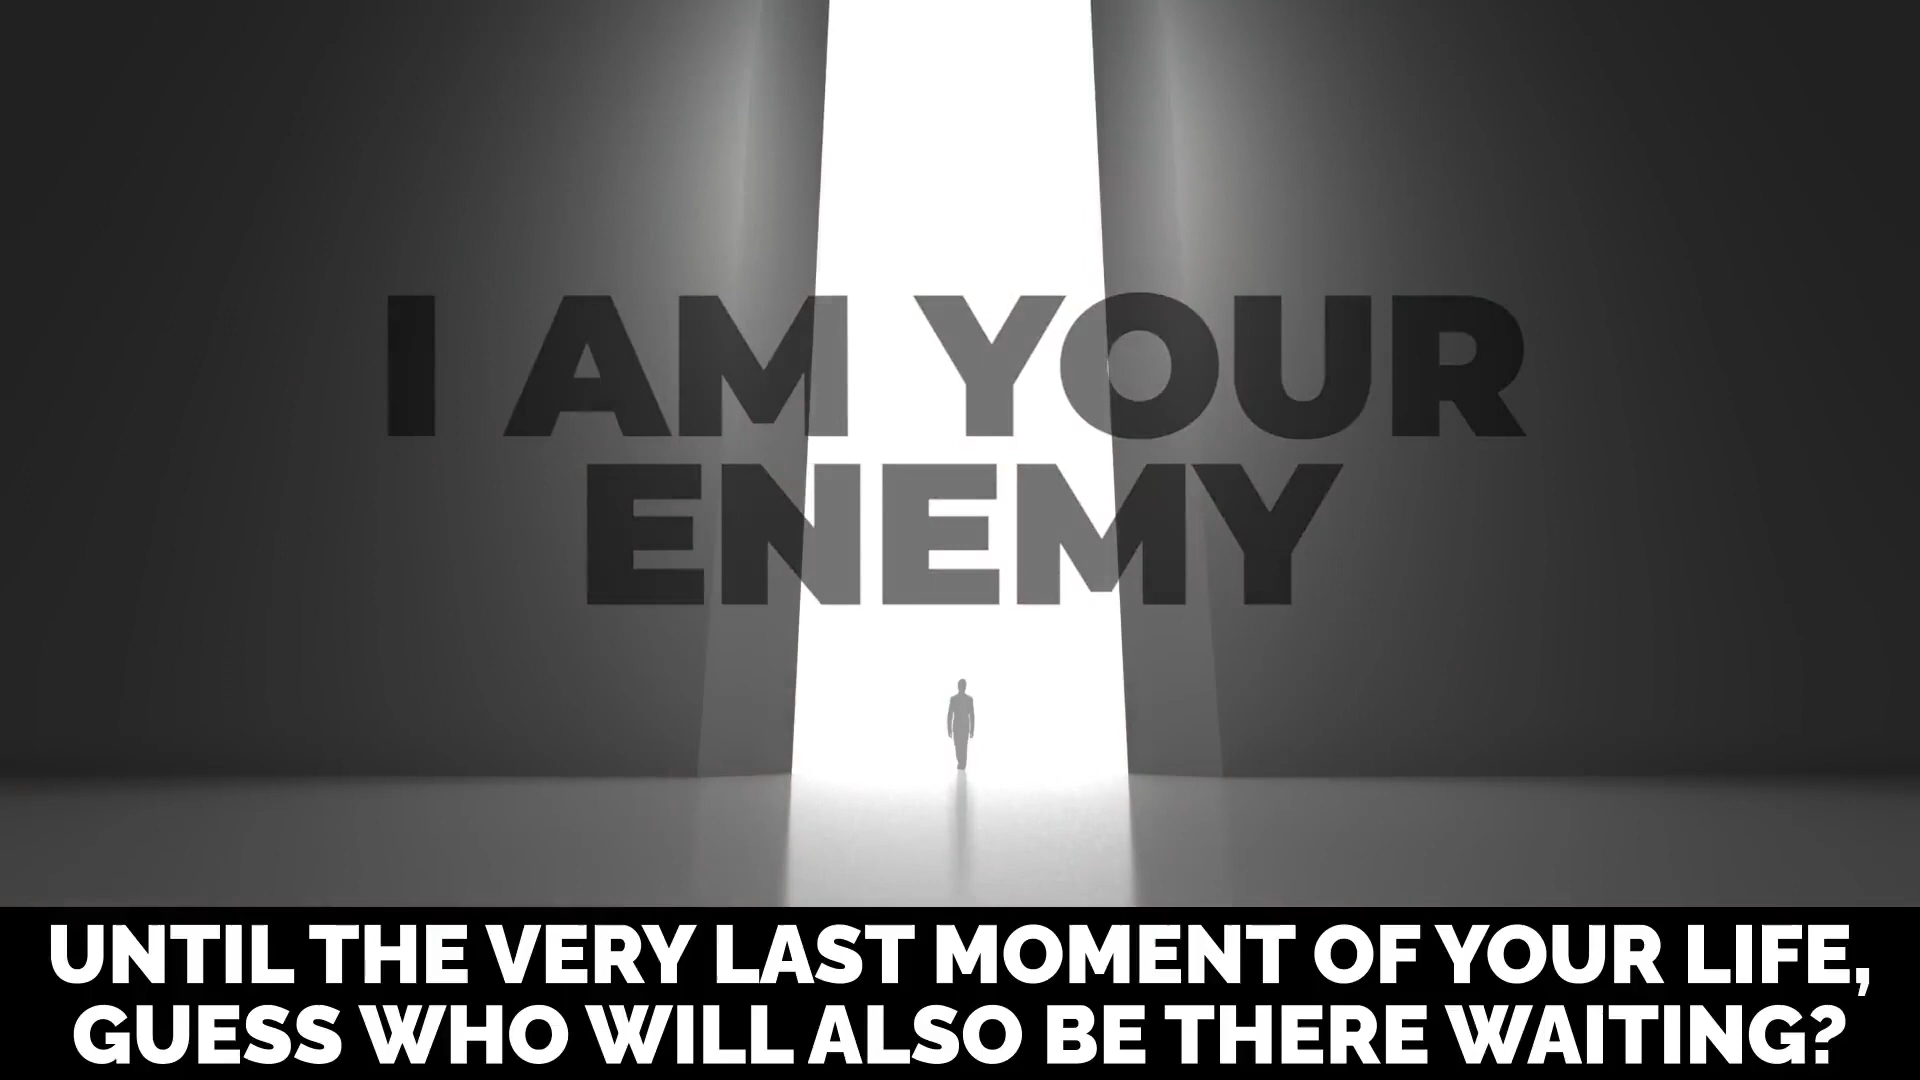 I AM YOUR
ENEMY
UNTIL THE VERY LAST MOMENT OF YOUR LIFE,
GUESS WHO WILL ALSO BE THERE WAITING?